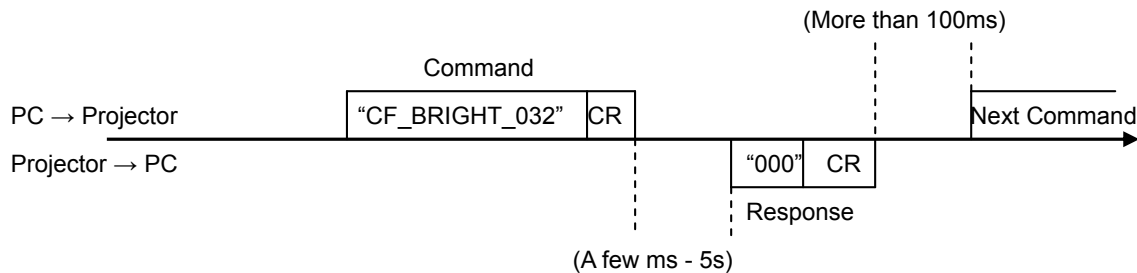 (More than 100ms)
Command
PC → Projector
“CF_BRIGHT_032”
CR
Next Command
Projector → PC
“000”
CR
Response
(A few ms - 5s)